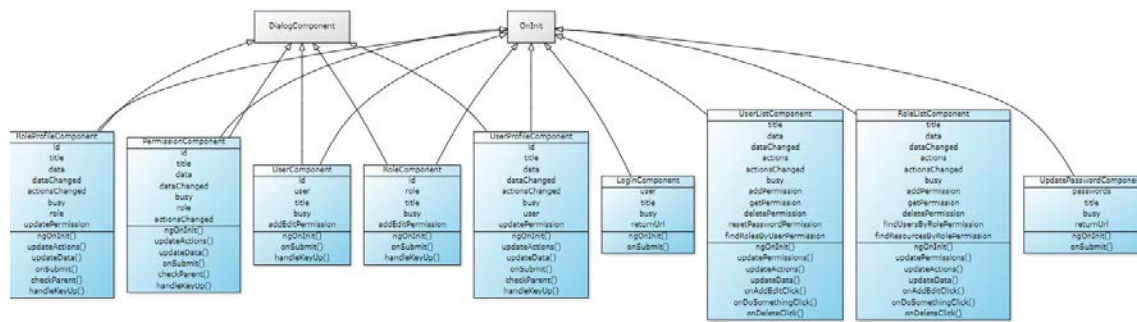 DialogComponent
OnInit
RoleProfileComponent
id
title
data
dataChanged
actionsChanged
busy
role
updatePermission
ngOnInit()
updateActions()
updateData()
onSubmit()
checkParent()
handleKeyUp()
PermissionComponent
id
title
data
dataChanged
busy
role
actionsChanged
ngOnInit()
updateActions()
updateData()
onSubmit()
checkParent()
handleKeyUp()
UserComponent
id
user
title
busy
addEditPermission
ngOnInit()
onSubmit()
handleKeyUp()
RoleComponent
id
role
title
busy
addEditPermission
ngOnInit()
onSubmit()
handleKeyUp()
UserProfileComponent
id
title
data
dataChanged
actionsChanged
busy
user
updatePermission
ngOnInit()
updateActions()
updateData()
onSubmit()
checkParent()
handleKeyUp()
LoginComponent
user
title
busy
returnUrl
ngOnInit()
onSubmit()
UserListComponent
title
data
dataChanged
actions
actionsChanged
busy
addPermission
getPermission
deletePermission
resetPasswordPermission
findRolesByUserPermission
ngOnInit()
updatePermissions()
updateActions()
updateData()
onAddEditClick()
onDoSomethingClick()
onDeleteClick()
RoleListComponent
title
data
dataChanged
actions
actionsChanged
busy
addPermission
getPermission
deletePermission
findUsersByRolePermission
findResourcesByRolePermission
ngOnInit()
updatePermissions()
updateActions()
updateData()
onAddEditClick()
onDoSomethingClick()
onDeleteClick()
UpdatePasswordComponent
passwords
title
busy
returnUrl
ngOnInit()
onSubmit()